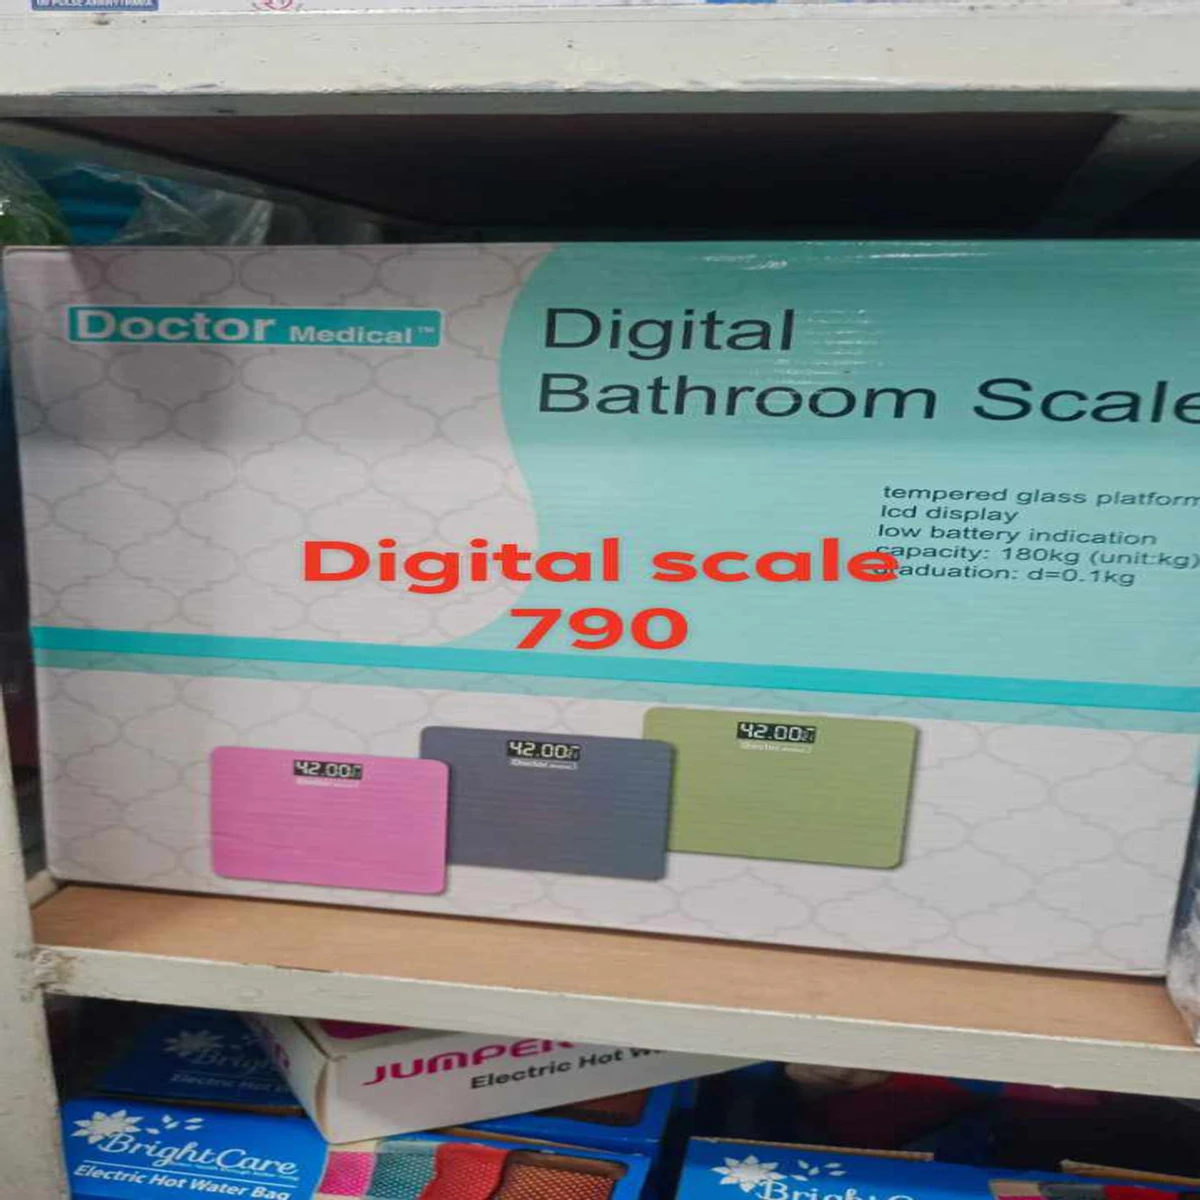 Doctor Medical™
Digital
Bathroom Scale
tempered glass platform
lcd display
low battery indication
capacity: 180kg (unit:kg)
graduation: d=0.1kg
Digital scale
790
42.00
42.00
42.00
JUMPER
Electric Hot
BrightCare
Electric Hot Water Bag
Bright